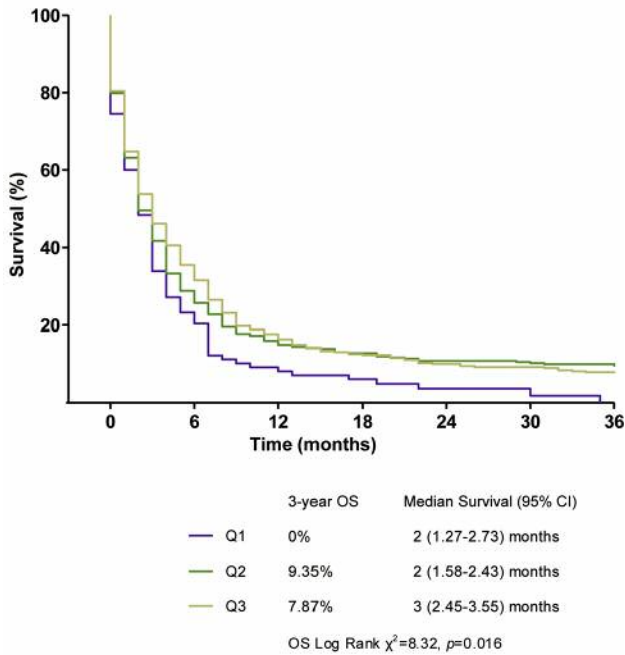 100
80
60
40
20
Survival (%)
0 6 12 18 24 30 36
Time (months)
3-year OS Median Survival (95% CI)
Q1 0% 2 (1.27-2.73) months
Q2 9.35% 2 (1.58-2.43) months
Q3 7.87% 3 (2.45-3.55) months
OS Log Rank χ²=8.32, p=0.016